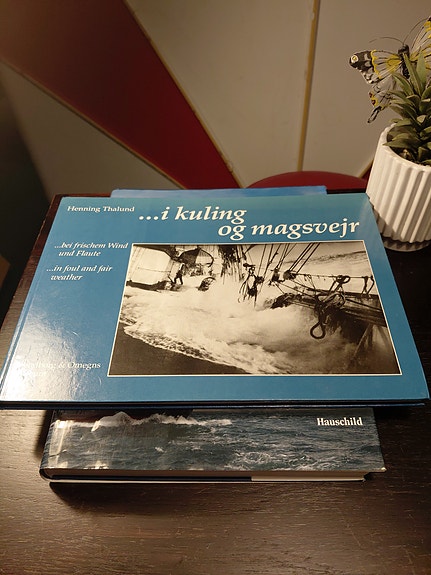 Henning Thalund
...i kuling
og magsvejr
...bei frischem Wind
und Flaute
...in foul and fair
weather
& Omegns
Hauschild